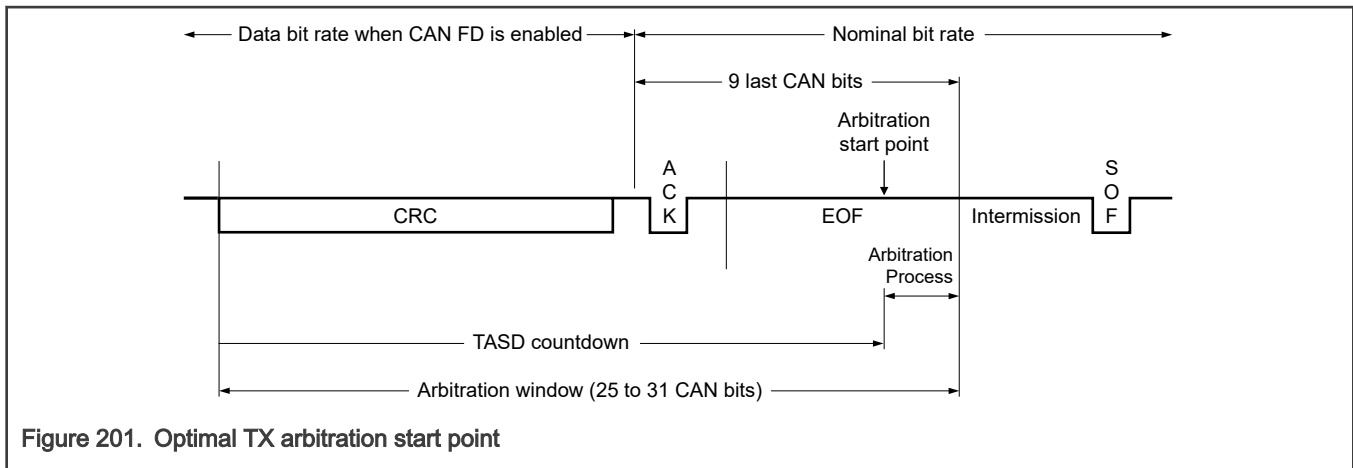 Data bit rate when CAN FD is enabled
Nominal bit rate
9 last CAN bits
Arbitration
start point
A
C
K
S
O
F
CRC
EOF
Intermission
Arbitration
Process
TASD countdown
Arbitration window (25 to 31 CAN bits)
Figure 201. Optimal TX arbitration start point